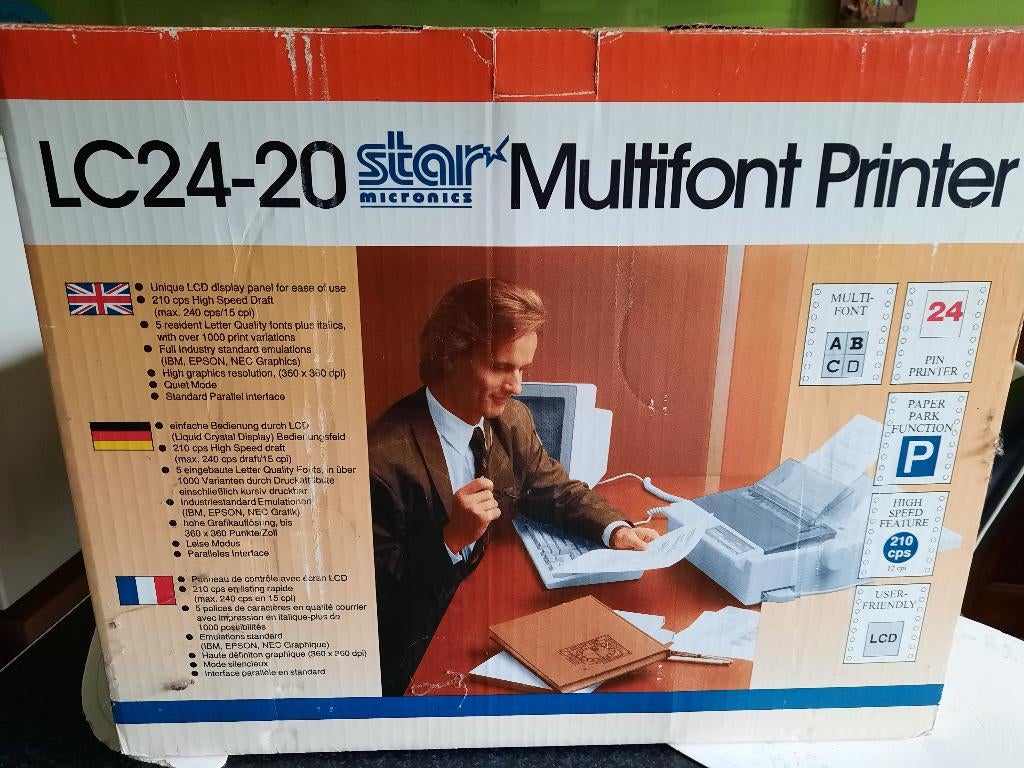 LC24-20 star micronics Multifont Printer
Unique LCD display panel for ease of use
210 cps High Speed Draft
(max. 240 cps/15 cpi)
5 resident Letter Quality fonts plus italics,
with over 1000 print variations
Full industry standard emulations
(IBM, EPSON, NEC Graphics)
High graphics resolution, (360 x 360 dpi)
Quiet Mode
Standard Parallel interface
einfache Bedienung durch LCD
(Liquid Crystal Display) Bedienungsfeld
210 cps High Speed draft
(max. 240 cps draft/15 cpi)
5 eingebaute Letter Quality Fonts, in über
1000 Varianten durch Druckattribute
einschließlich kursiv druckbar
Industriestandard Emulationen
(IBM, EPSON, NEC Grafik)
hohe Grafikauflösung, bis
360 x 360 Punkte/Zoll
Leise Modus
Paralleles Interface
Panneau de contrôle avec écran LCD
210 cps en listing rapide
(max. 240 cps en 15 cpi)
5 polices de caractères en qualité courrier
avec impression en italique-plus de
1000 possibilités
Emulations standard
(IBM, EPSON, NEC Graphique)
Haute définiton graphique (360 x 360 dpi)
Mode silencieux
Interface parallèle en standard
MULTI-
FONT
A B
C D
24
PIN
PRINTER
PAPER
PARK
FUNCTION
P
HIGH
SPEED
FEATURE
210
cps
12 cpi
USER-
FRIENDLY
LCD